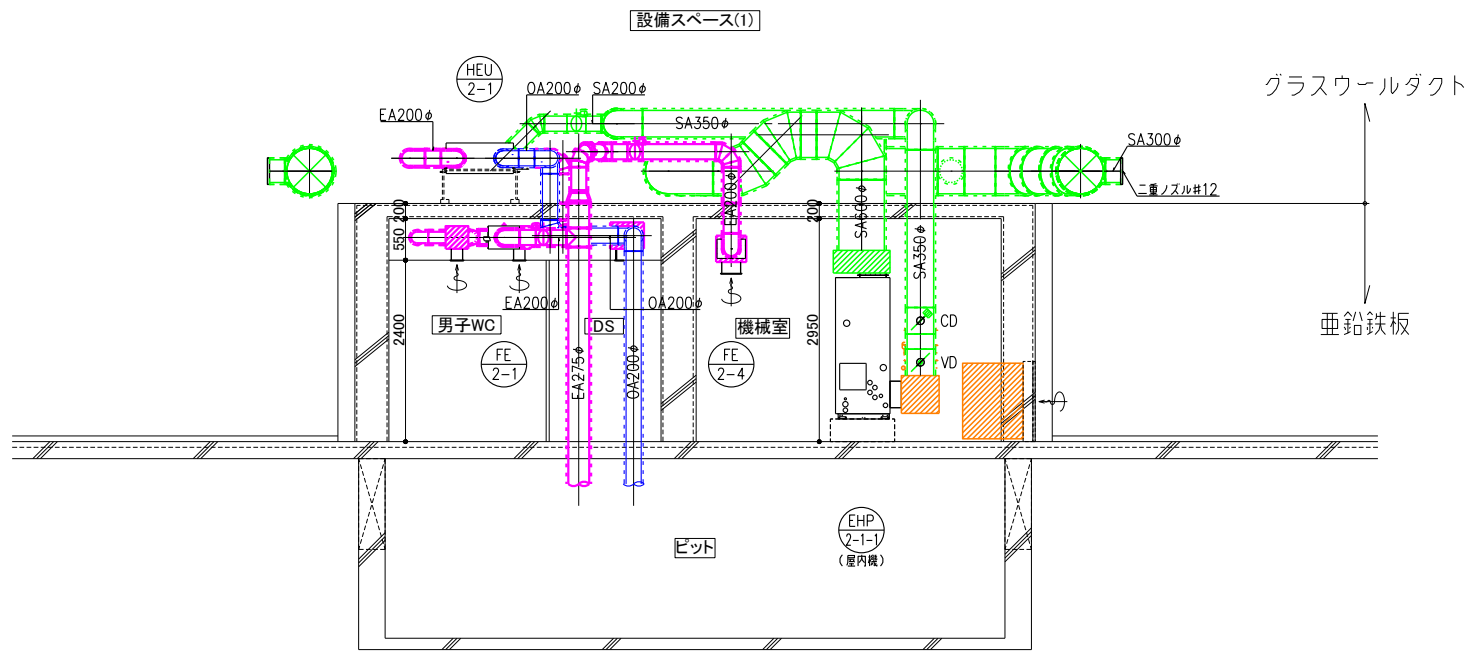 設備スペース(1)
HEU
2-1
OA200φ
SA200φ
グラスウールダクト
EA200φ
SA350φ
SA300φ
二重ノズル#12
EA200φ
SA600φ
SA350φ
200
200
550
EA200φ
OA200φ
亜鉛鉄板
男子WC
DS
機械室
CD
2400
2950
FE
2-1
FE
2-4
VD
EA275φ
OA200φ
EHP
2-1-1
(屋内機)
ピット